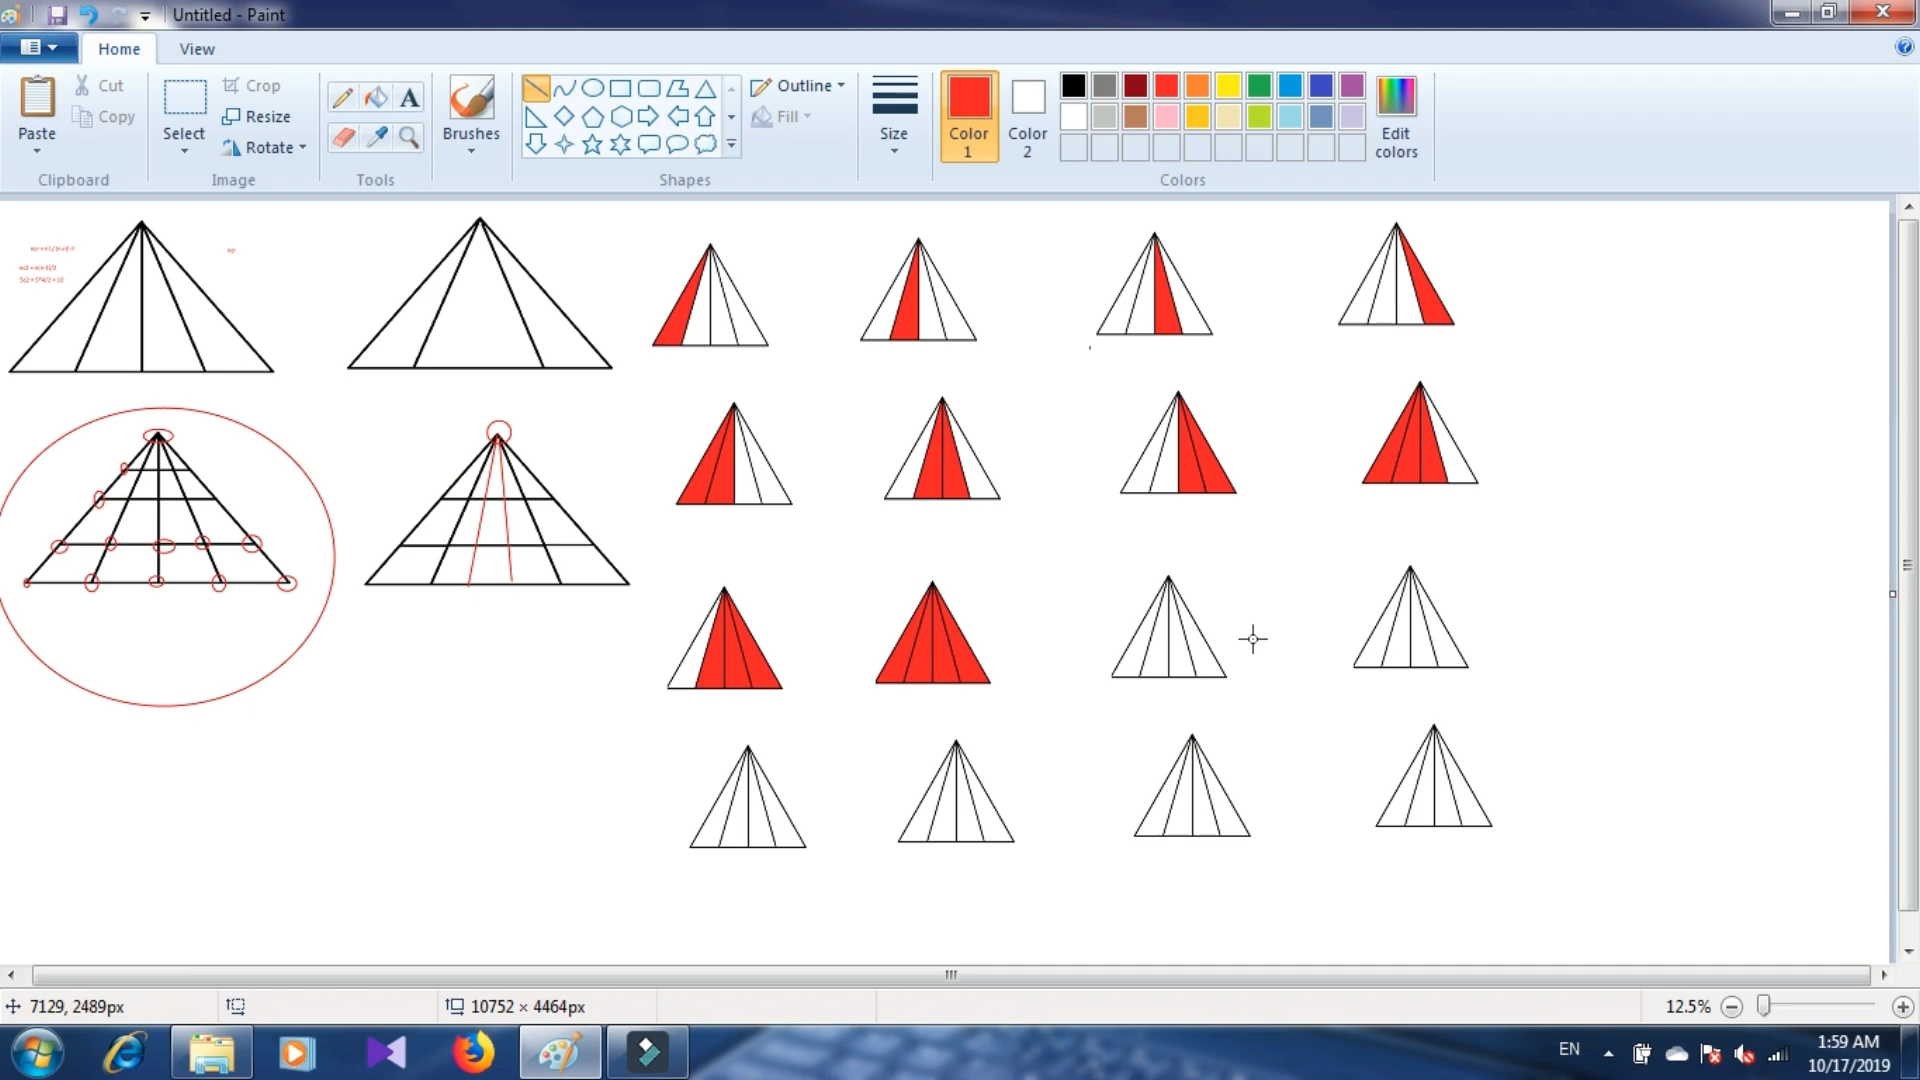 Untitled - Paint
Home
View
Paste
Cut
Copy
Clipboard
Select
Crop
Resize
Rotate
Image
A
Tools
Brushes
Shapes
Outline
Fill
Size
Color
1
Color
2
Edit
colors
Colors
7129, 2489px
10752 × 4464px
12.5%
EN
1:59 AM
10/17/2019